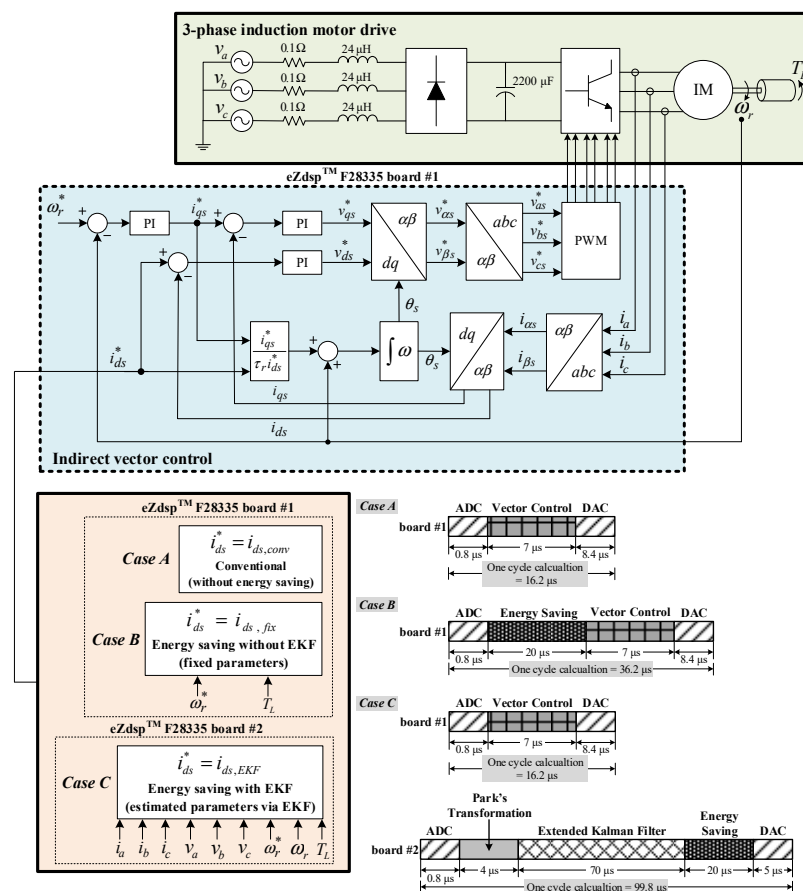 3-phase induction motor drive
v_a 0.1Ω 24 μH
v_b 0.1Ω 24 μH
v_c 0.1Ω 24 μH
2200 μF
IM
ω_r
eZdsp™ F28335 board #1
ω_r^* + − PI i_qs^* + − PI v_qs^* αβ dq v_αs^* abc αβ v_as^* PWM
+ − PI v_ds^* v_βs^* v_bs^*
v_cs^*
θ_s
i_ds^* i_qs^* / τ_r i_ds^* + + ∫ω θ_s dq αβ i_αs αβ abc i_a
i_βs i_b
i_c
i_qs
i_ds
Indirect vector control
eZdsp™ F28335 board #1
Case A
i_ds^* = i_ds,conv
Conventional
(without energy saving)
Case B
i_ds^* = i_ds,fix
Energy saving without EKF
(fixed parameters)
ω_r^* T_L
eZdsp™ F28335 board #2
Case C
i_ds^* = i_ds,EKF
Energy saving with EKF
(estimated parameters via EKF)
i_a i_b i_c v_a v_b v_c ω_r^* ω_r T_L
Case A
ADC Vector Control DAC
board #1
0.8 μs 7 μs 8.4 μs
One cycle calcualtion
= 16.2 μs
Case B
ADC Energy Saving Vector Control DAC
board #1
0.8 μs 20 μs 7 μs 8.4 μs
One cycle calcualtion = 36.2 μs
Case C
ADC Vector Control DAC
board #1
0.8 μs 7 μs 8.4 μs
One cycle calcualtion
= 16.2 μs
Park's
Transformation
ADC Extended Kalman Filter Energy
Saving DAC
board #2
0.8 μs 4 μs 70 μs 20 μs 5 μs
One cycle calcualtion = 99.8 μs